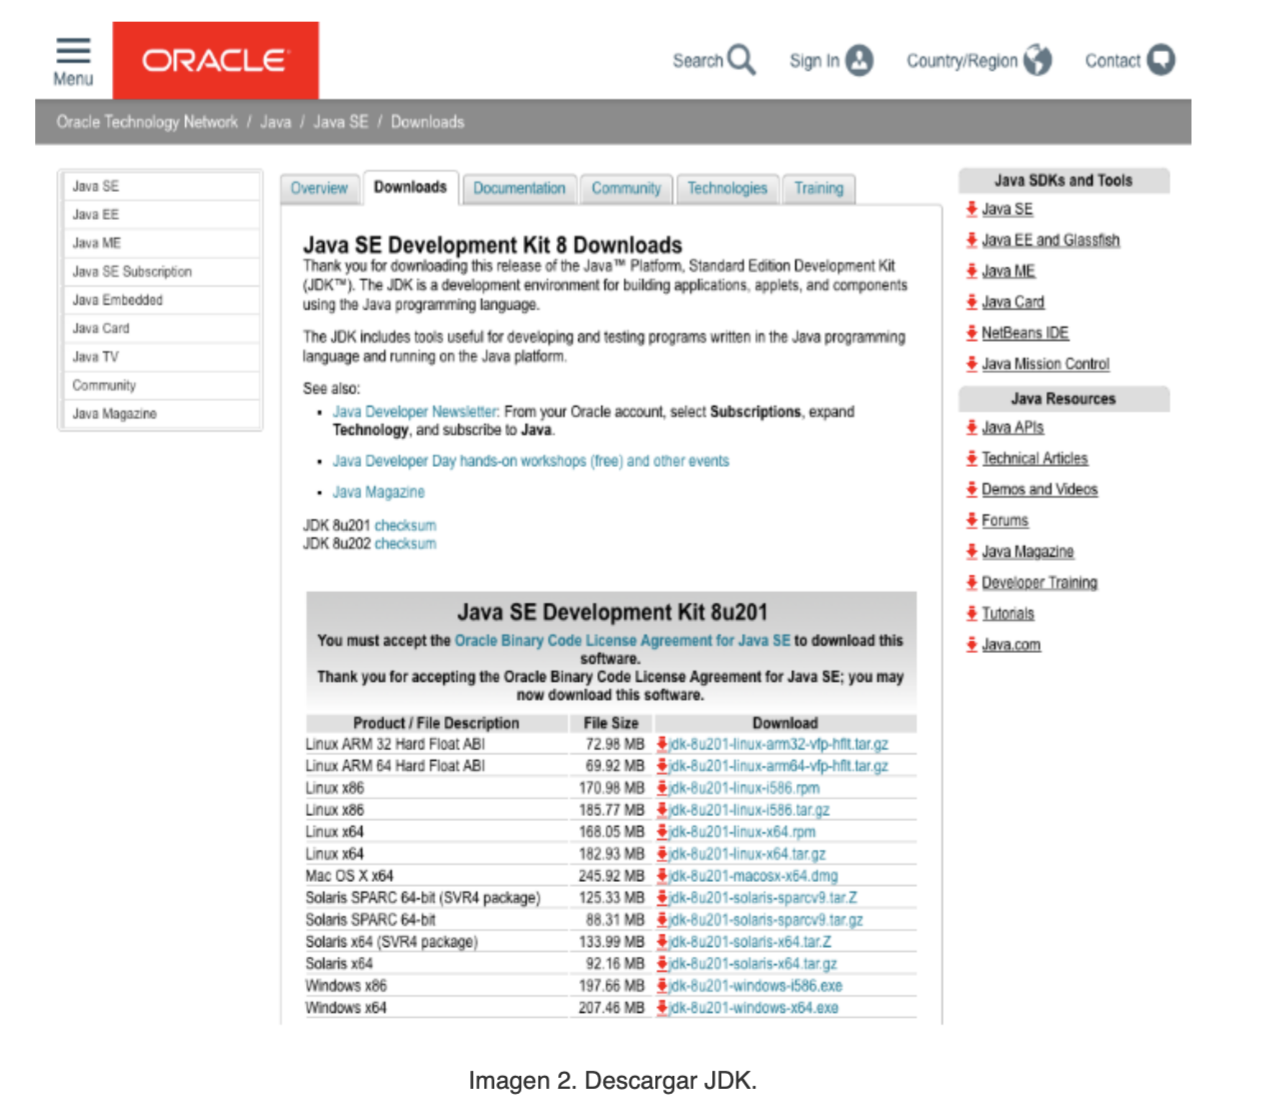 Menu
ORACLE
Search
Sign In
Country/Region
Contact
Oracle Technology Network / Java / Java SE / Downloads
Java SE
Java EE
Java ME
Java SE Subscription
Java Embedded
Java Card
Java TV
Community
Java Magazine
Overview
Downloads
Documentation
Community
Technologies
Training
Java SE Development Kit 8 Downloads
Thank you for downloading this release of the Java™ Platform, Standard Edition Development Kit
(JDK™). The JDK is a development environment for building applications, applets, and components
using the Java programming language.
The JDK includes tools useful for developing and testing programs written in the Java programming
language and running on the Java platform.
See also:
• Java Developer Newsletter: From your Oracle account, select Subscriptions, expand
Technology, and subscribe to Java.
• Java Developer Day hands-on workshops (free) and other events
• Java Magazine
JDK 8u201 checksum
JDK 8u202 checksum
Java SE Development Kit 8u201
You must accept the Oracle Binary Code License Agreement for Java SE to download this
software.
Thank you for accepting the Oracle Binary Code License Agreement for Java SE; you may
now download this software.
Product / File Description File Size Download
Linux ARM 32 Hard Float ABI 72.98 MB jdk-8u201-linux-arm32-vfp-hflt.tar.gz
Linux ARM 64 Hard Float ABI 69.92 MB jdk-8u201-linux-arm64-vfp-hflt.tar.gz
Linux x86 170.98 MB jdk-8u201-linux-i586.rpm
Linux x86 185.77 MB jdk-8u201-linux-i586.tar.gz
Linux x64 168.05 MB jdk-8u201-linux-x64.rpm
Linux x64 182.93 MB jdk-8u201-linux-x64.tar.gz
Mac OS X x64 245.92 MB jdk-8u201-macosx-x64.dmg
Solaris SPARC 64-bit (SVR4 package) 125.33 MB jdk-8u201-solaris-sparcv9.tar.Z
Solaris SPARC 64-bit 88.31 MB jdk-8u201-solaris-sparcv9.tar.gz
Solaris x64 (SVR4 package) 133.99 MB jdk-8u201-solaris-x64.tar.Z
Solaris x64 92.16 MB jdk-8u201-solaris-x64.tar.gz
Windows x86 197.66 MB jdk-8u201-windows-i586.exe
Windows x64 207.46 MB jdk-8u201-windows-x64.exe
Java SDKs and Tools
Java SE
Java EE and Glassfish
Java ME
Java Card
NetBeans IDE
Java Mission Control
Java Resources
Java APIs
Technical Articles
Demos and Videos
Forums
Java Magazine
Developer Training
Tutorials
Java.com
Imagen 2. Descargar JDK.